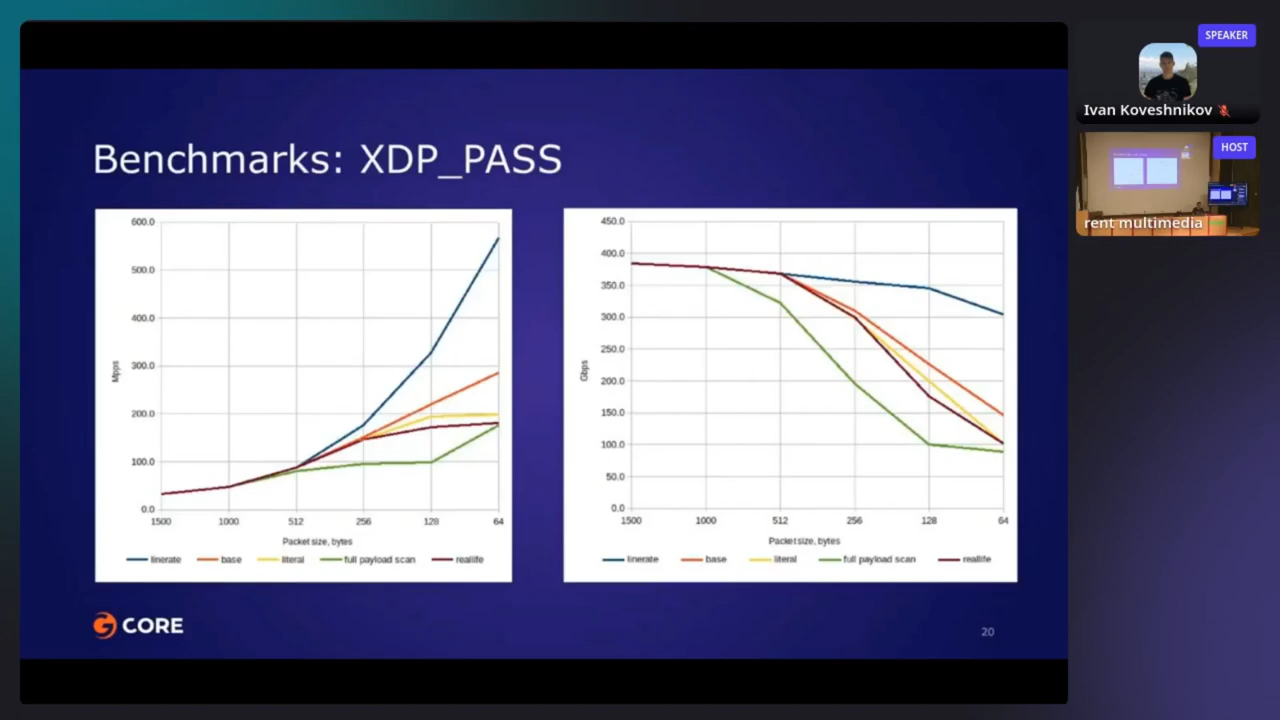 Benchmarks: XDP_PASS
600.0
500.0
400.0
300.0
200.0
100.0
0.0
Mpps
1500 1000 512 256 128 64
Packet size, bytes
linerate base literal full payload scan reallife
450.0
400.0
350.0
300.0
250.0
200.0
150.0
100.0
50.0
0.0
Gbps
1500 1000 512 256 128 64
Packet size, bytes
linerate base literal full payload scan reallife
G CORE
20
SPEAKER
Ivan Koveshnikov
HOST
rent multimedia